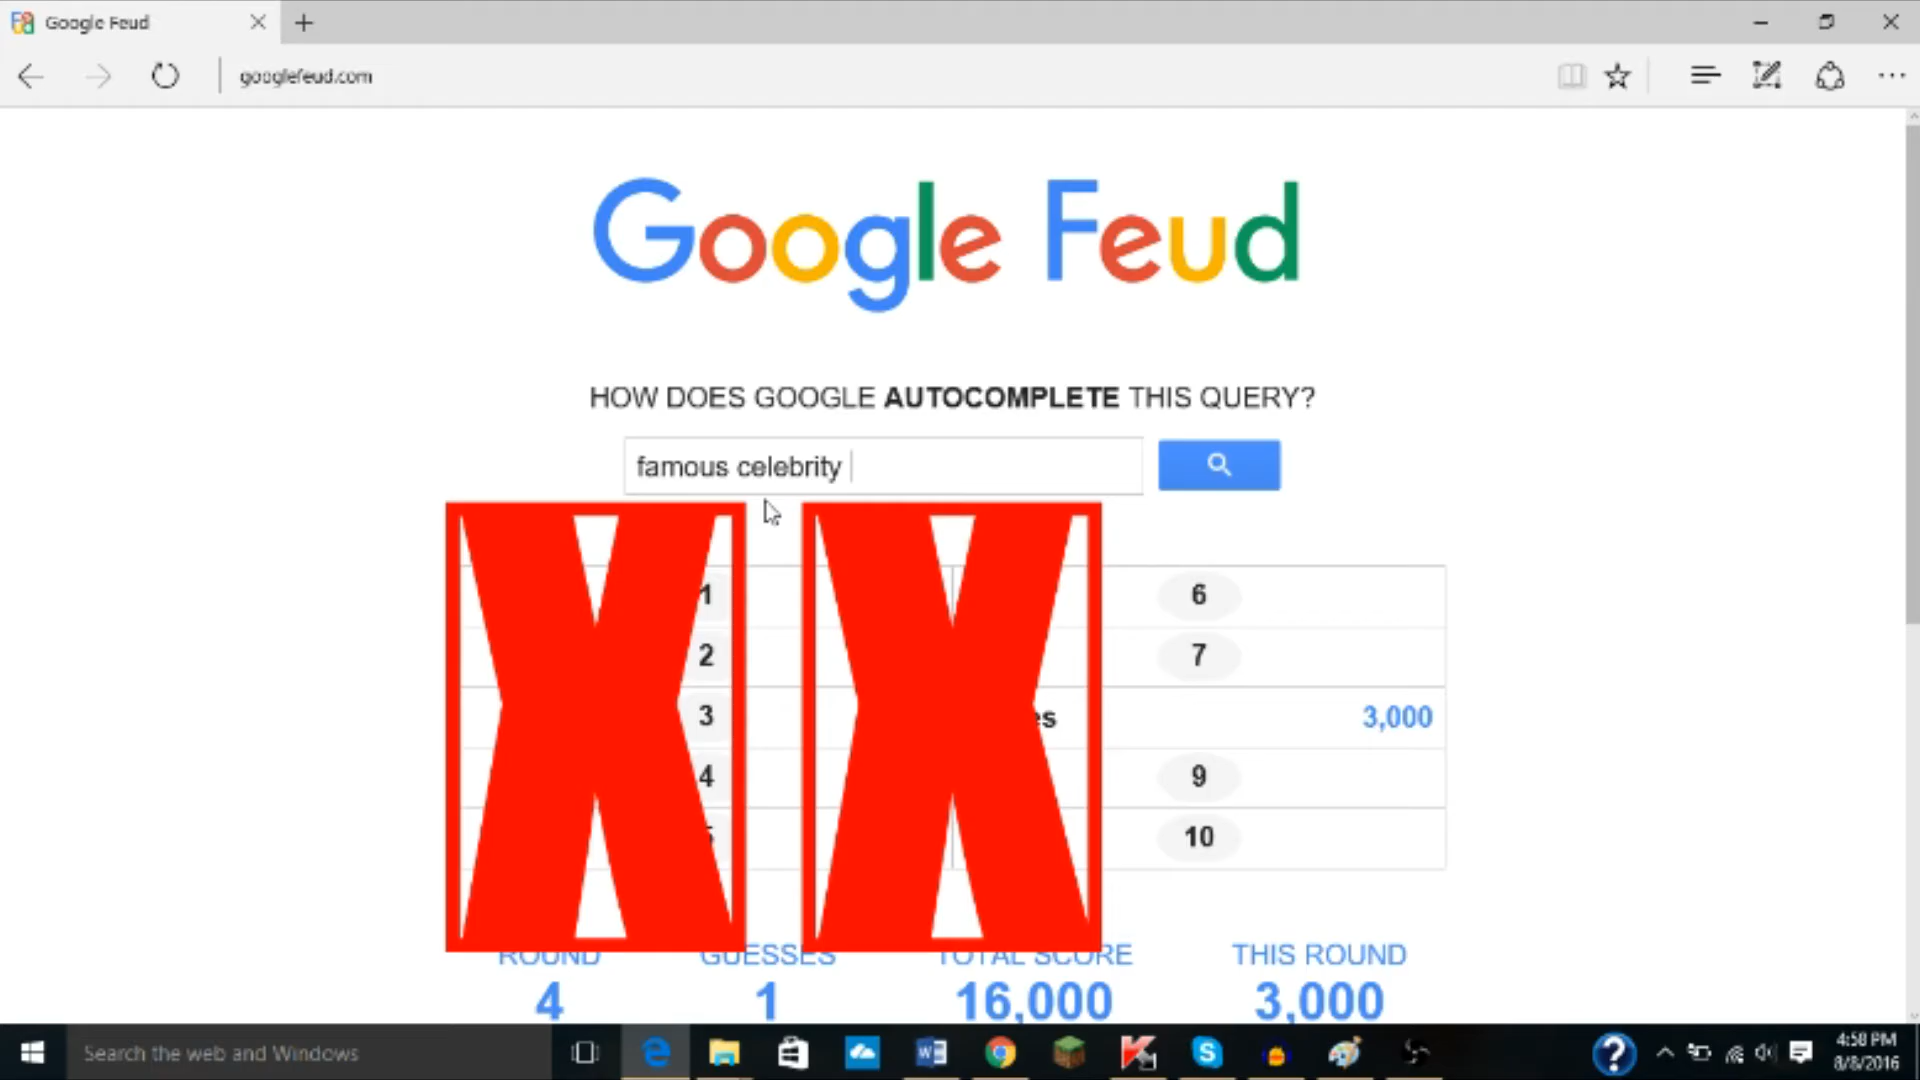 Google Feud
googlefeud.com
Google Feud
HOW DOES GOOGLE AUTOCOMPLETE THIS QUERY?
famous celebrity
1
6
2
7
3
es
3,000
4
9
5
10
ROUND
GUESSES
TOTAL SCORE
THIS ROUND
4
1
16,000
3,000
Search the web and Windows
4:58 PM
8/8/2016